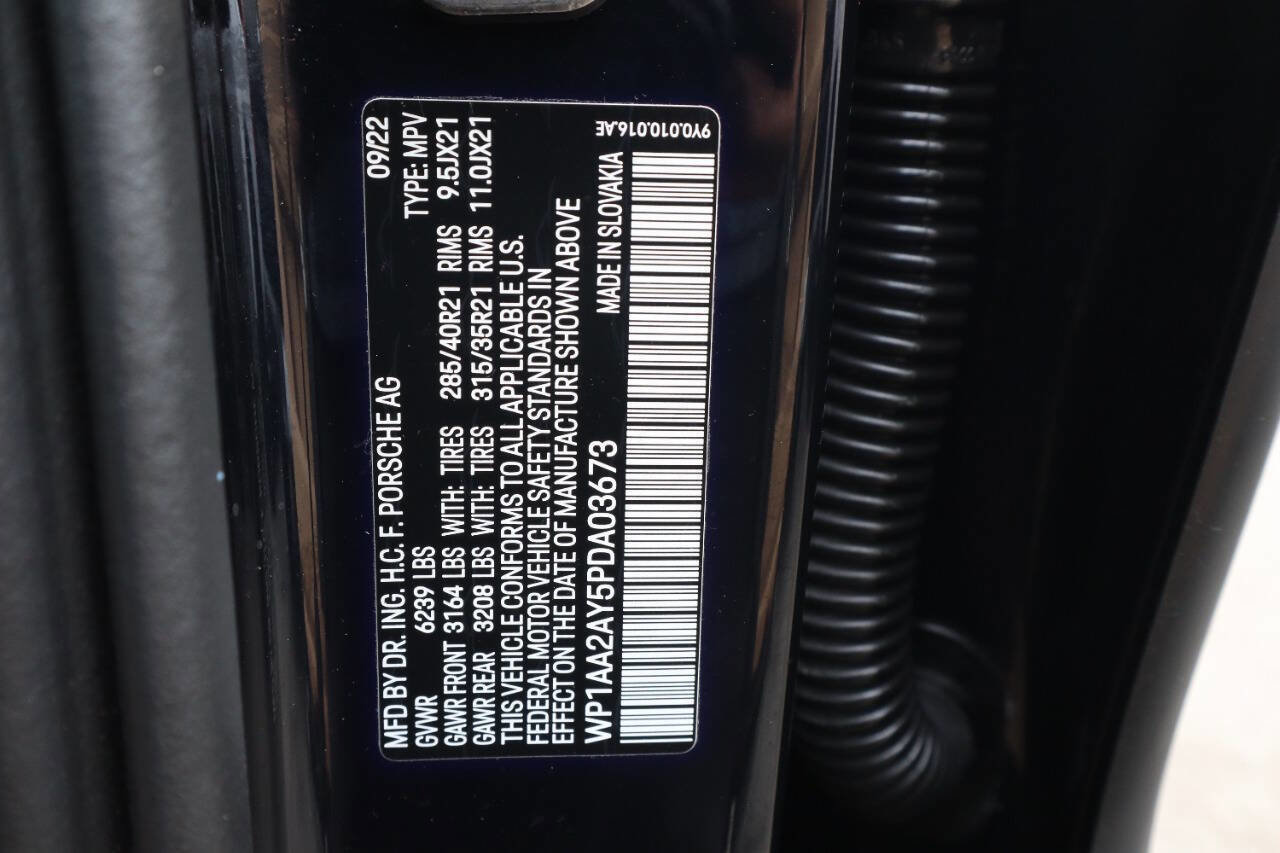 MFD BY DR. ING. H.C. F. PORSCHE AG 09/22
GVWR 6239 LBS TYPE: MPV
GAWR FRONT 3164 LBS WITH: TIRES 285/40R21 RIMS 9.5JX21
GAWR REAR 3208 LBS WITH: TIRES 315/35R21 RIMS 11.0JX21
THIS VEHICLE CONFORMS TO ALL APPLICABLE U.S.
FEDERAL MOTOR VEHICLE SAFETY STANDARDS IN
EFFECT ON THE DATE OF MANUFACTURE SHOWN ABOVE
WP1AA2AY5PDA03673 MADE IN SLOVAKIA
9Y0.010.016.AE